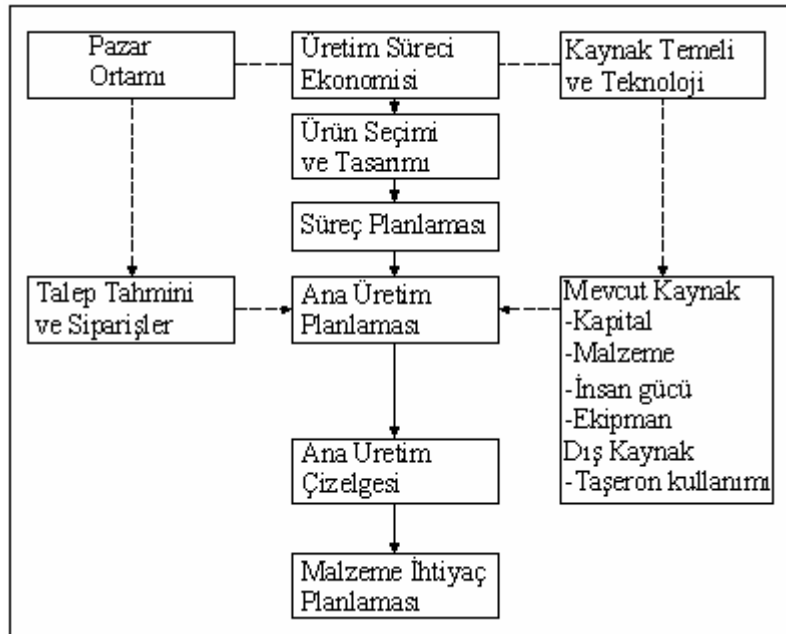 Pazar
Ortamı
Üretim Süreci
Ekonomisi
Kaynak Temeli
ve Teknoloji
Ürün Seçimi
ve Tasarımı
Süreç Planlaması
Talep Tahmini
ve Siparişler
Ana Üretim
Planlaması
Mevcut Kaynak
-Kapital
-Malzeme
-İnsan gücü
-Ekipman
Dış Kaynak
-Taşeron kullanımı
Ana Üretim
Çizelgesi
Malzeme İhtiyaç
Planlaması